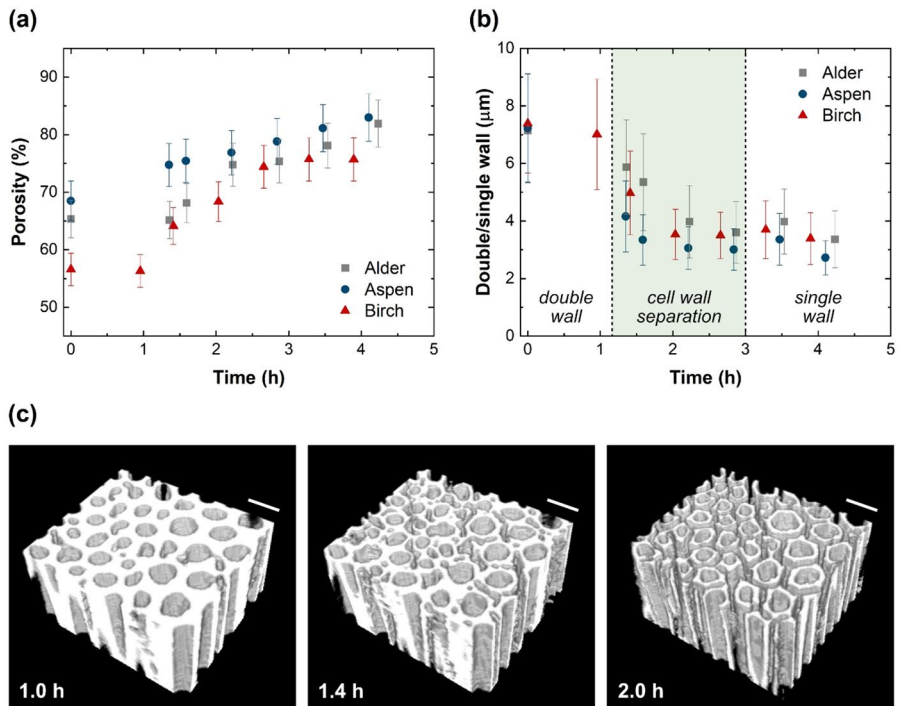 (a)
Porosity (%)
90
80
70
60
50
Alder
Aspen
Birch
0 1 2 3 4 5
Time (h)
(b)
Double/single wall (μm)
10
8
6
4
2
0
Alder
Aspen
Birch
double wall
cell wall separation
single wall
0 1 2 3 4 5
Time (h)
(c)
1.0 h
1.4 h
2.0 h